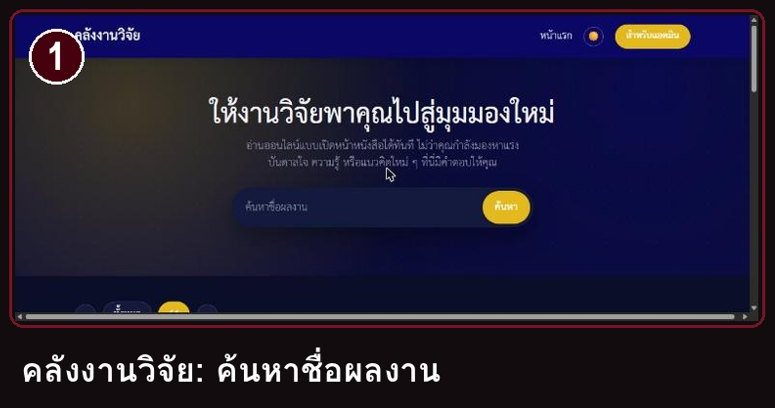 1
คลังงานวิจัย
หน้าแรก
สำหรับแอดมิน
ให้งานวิจัยพาคุณไปสู่มุมมองใหม่
อ่านออนไลน์แบบเปิดหน้าหนังสือได้ทันที ไม่ว่าคุณกำลังมองหาแรง
บันดาลใจ ความรู้ หรือแนวคิดใหม่ ๆ ที่นี่มีคำตอบให้คุณ
ค้นหาชื่อผลงาน
ค้นหา
คลังงานวิจัย: ค้นหาชื่อผลงาน